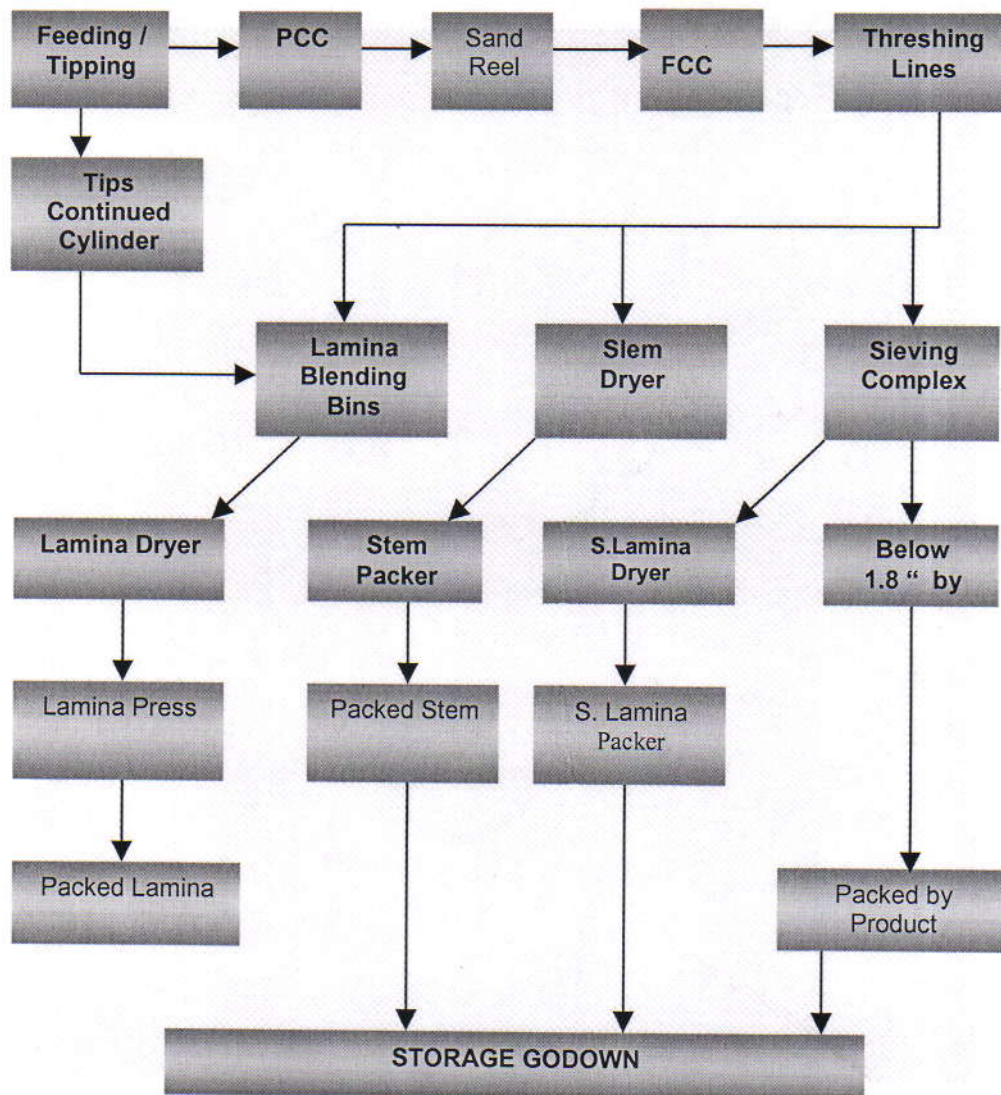 Feeding /
Tipping
PCC
Sand
Reel
FCC
Threshing
Lines
Tips
Continued
Cylinder
Lamina
Blending
Bins
Slem
Dryer
Sieving
Complex
Lamina Dryer
Stem
Packer
S.Lamina
Dryer
Below
1.8 “ by
Lamina Press
Packed Stem
S. Lamina
Packer
Packed Lamina
Packed by
Product
STORAGE GODOWN